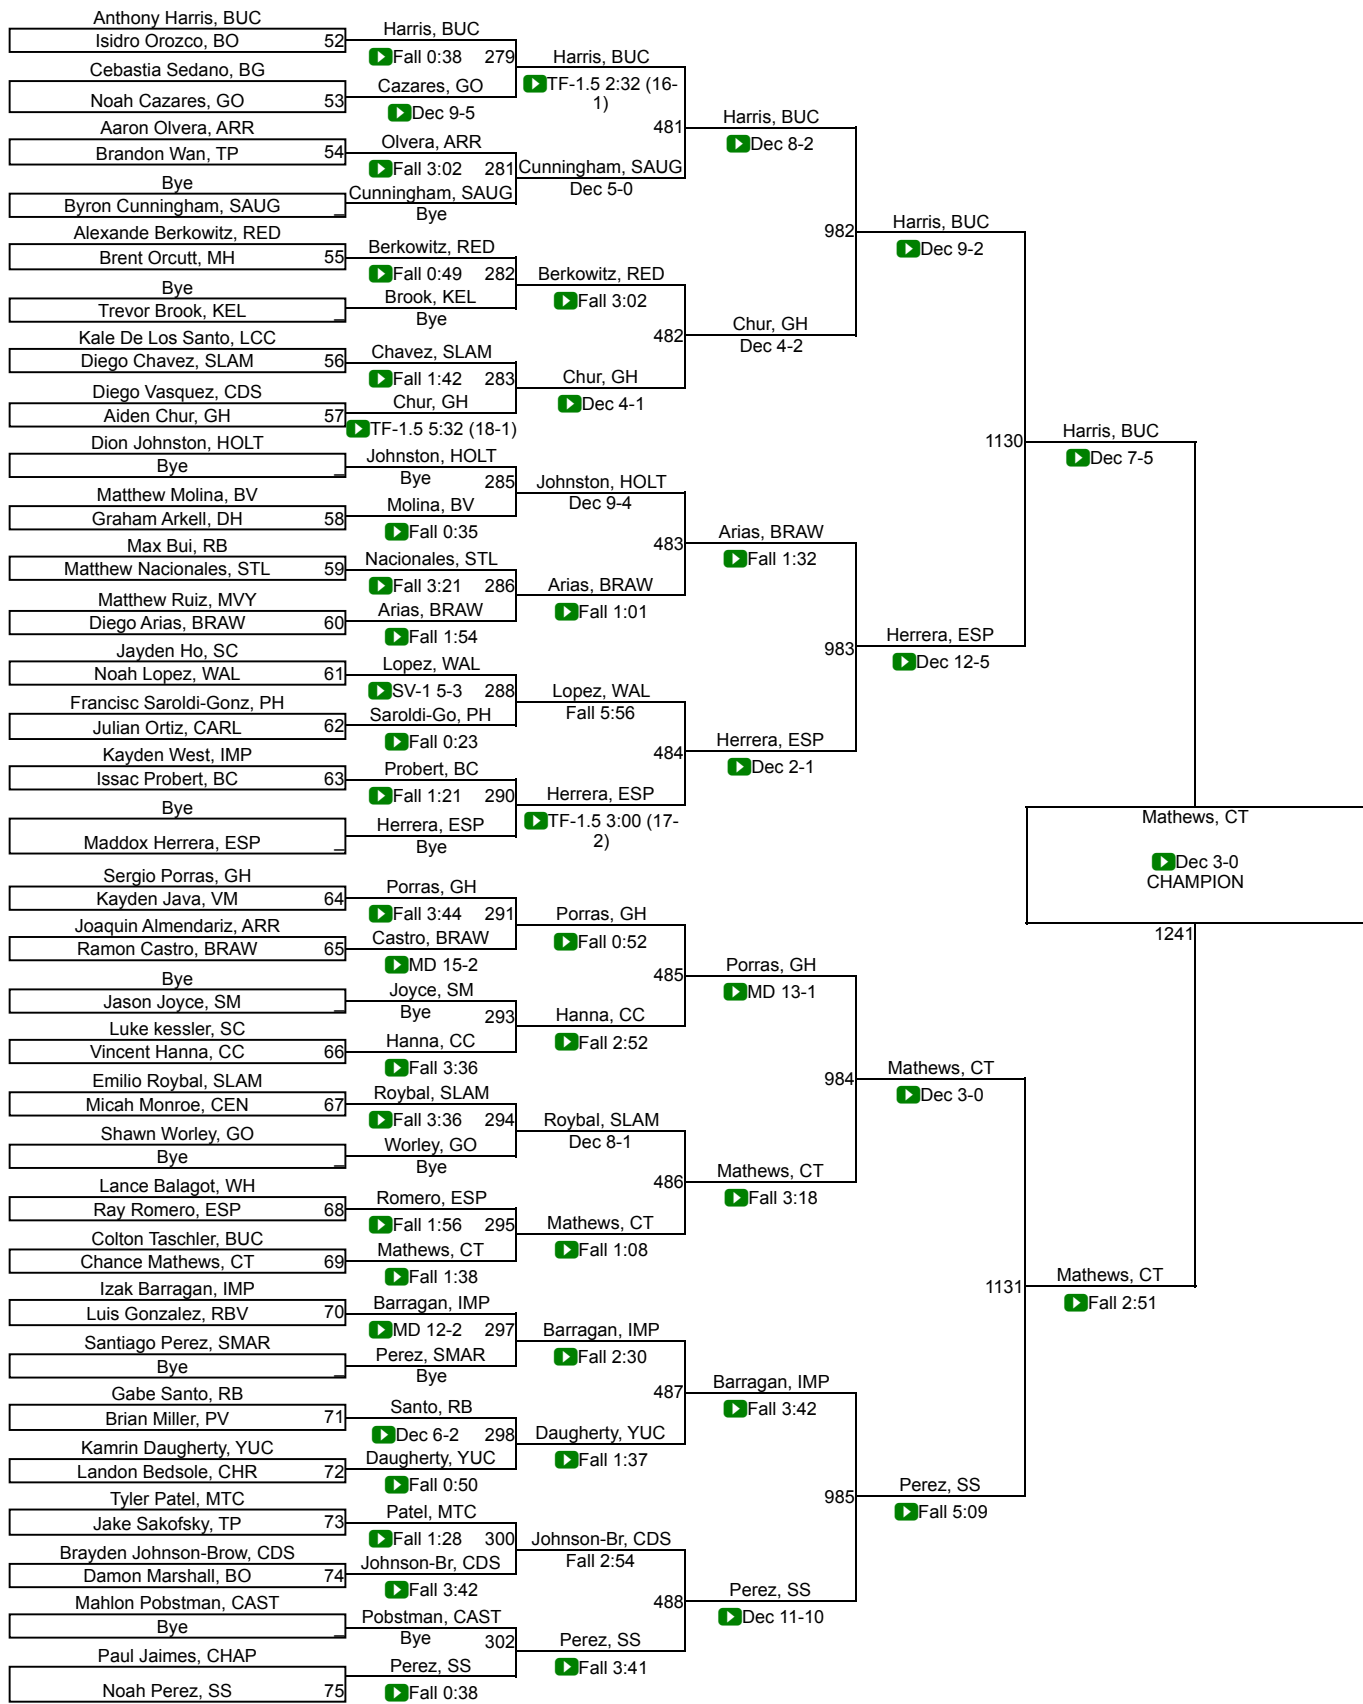 Anthony Harris, BUC
Isidro Orozco, BO 52
Cebastia Sedano, BG
Noah Cazares, GO 53
Aaron Olvera, ARR
Brandon Wan, TP 54
Bye
Byron Cunningham, SAUG _
Alexande Berkowitz, RED
Brent Orcutt, MH 55
Bye
Trevor Brook, KEL _
Kale De Los Santo, LCC
Diego Chavez, SLAM 56
Diego Vasquez, CDS
Aiden Chur, GH 57
Dion Johnston, HOLT
Bye _
Matthew Molina, BV
Graham Arkell, DH 58
Max Bui, RB
Matthew Nacionales, STL 59
Matthew Ruiz, MVY
Diego Arias, BRAW 60
Jayden Ho, SC
Noah Lopez, WAL 61
Francisc Saroldi-Gonz, PH
Julian Ortiz, CARL 62
Kayden West, IMP
Issac Probert, BC 63
Bye
Maddox Herrera, ESP _
Sergio Porras, GH
Kayden Java, VM 64
Joaquin Almendariz, ARR
Ramon Castro, BRAW 65
Bye
Jason Joyce, SM _
Luke kessler, SC
Vincent Hanna, CC 66
Emilio Roybal, SLAM
Micah Monroe, CEN 67
Shawn Worley, GO
Bye _
Lance Balagot, WH
Ray Romero, ESP 68
Colton Taschler, BUC
Chance Mathews, CT 69
Izak Barragan, IMP
Luis Gonzalez, RBV 70
Santiago Perez, SMAR
Bye _
Gabe Santo, RB
Brian Miller, PV 71
Kamrin Daugherty, YUC
Landon Bedsole, CHR 72
Tyler Patel, MTC
Jake Sakofsky, TP 73
Brayden Johnson-Brow, CDS
Damon Marshall, BO 74
Mahlon Pobstman, CAST
Bye _
Paul Jaimes, CHAP
Noah Perez, SS 75
Harris, BUC
Fall 0:38 279
Cazares, GO
Dec 9-5
Olvera, ARR
Fall 3:02 281
Cunningham, SAUG
Bye
Berkowitz, RED
Fall 0:49 282
Brook, KEL
Bye
Chavez, SLAM
Fall 1:42 283
Chur, GH
TF-1.5 5:32 (18-1)
Johnston, HOLT
Bye 285
Molina, BV
Fall 0:35
Nacionales, STL
Fall 3:21 286
Arias, BRAW
Fall 1:54
Lopez, WAL
SV-1 5-3 288
Saroldi-Go, PH
Fall 0:23
Probert, BC
Fall 1:21 290
Herrera, ESP
Bye
Porras, GH
Fall 3:44 291
Castro, BRAW
MD 15-2
Joyce, SM
Bye 293
Hanna, CC
Fall 3:36
Roybal, SLAM
Fall 3:36 294
Worley, GO
Bye
Romero, ESP
Fall 1:56 295
Mathews, CT
Fall 1:38
Barragan, IMP
MD 12-2 297
Perez, SMAR
Bye
Santo, RB
Dec 6-2 298
Daugherty, YUC
Fall 0:50
Patel, MTC
Fall 1:28 300
Johnson-Br, CDS
Fall 3:42
Pobstman, CAST
Bye 302
Perez, SS
Fall 0:38
Harris, BUC
TF-1.5 2:32 (16-
1)
481
Cunningham, SAUG
Dec 5-0
Berkowitz, RED
Fall 3:02
482
Chur, GH
Dec 4-1
Johnston, HOLT
Dec 9-4
483
Arias, BRAW
Fall 1:01
Lopez, WAL
Fall 5:56
484
Herrera, ESP
TF-1.5 3:00 (17-
2)
Porras, GH
Fall 0:52
485
Hanna, CC
Fall 2:52
Roybal, SLAM
Dec 8-1
486
Mathews, CT
Fall 1:08
Barragan, IMP
Fall 2:30
487
Daugherty, YUC
Fall 1:37
Johnson-Br, CDS
Fall 2:54
488
Perez, SS
Fall 3:41
Harris, BUC
Dec 8-2
982
Chur, GH
Dec 4-2
Arias, BRAW
Fall 1:32
983
Herrera, ESP
Dec 2-1
Porras, GH
MD 13-1
984
Mathews, CT
Fall 3:18
Barragan, IMP
Fall 3:42
985
Perez, SS
Dec 11-10
Harris, BUC
Dec 9-2
1130
Herrera, ESP
Dec 12-5
Mathews, CT
Dec 3-0
1131
Perez, SS
Fall 5:09
Harris, BUC
Dec 7-5
Mathews, CT
Fall 2:51
Mathews, CT
Dec 3-0
CHAMPION
1241